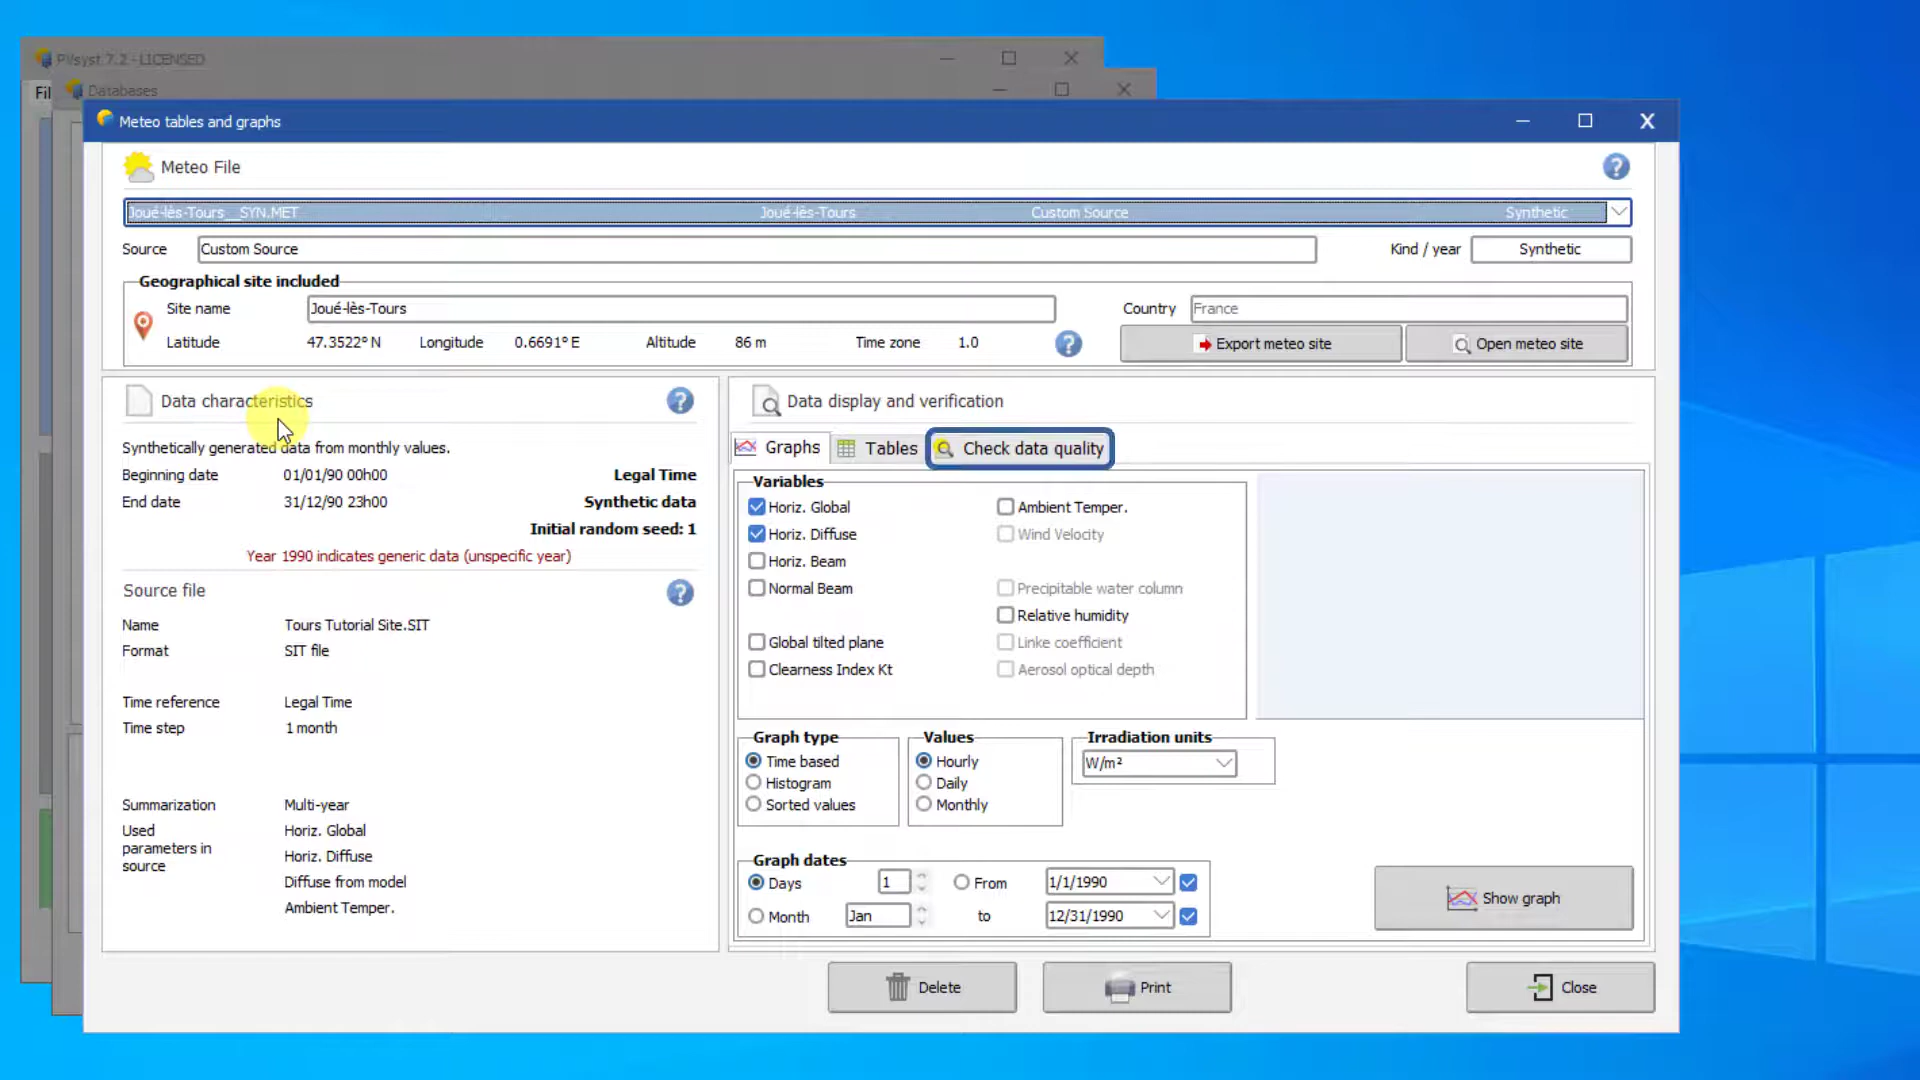 PVsyst 7.2 - LICENSED
Fil
Databases
Meteo tables and graphs
Meteo File
Joué-lès-Tours__SYN.MET Joué-lès-Tours Custom Source Synthetic
Source Custom Source Kind / year Synthetic
Geographical site included
Site name Joué-lès-Tours Country France
Latitude 47.3522° N Longitude 0.6691° E Altitude 86 m Time zone 1.0 Export meteo site Open meteo site
Data characteristics
Synthetically generated data from monthly values.
Beginning date 01/01/90 00h00 Legal Time
End date 31/12/90 23h00 Synthetic data
Initial random seed: 1
Year 1990 indicates generic data (unspecific year)
Source file
Name Tours Tutorial Site.SIT
Format SIT file
Time reference Legal Time
Time step 1 month
Summarization Multi-year
Used parameters in source
Horiz. Global
Horiz. Diffuse
Diffuse from model
Ambient Temper.
Data display and verification
Graphs Tables Check data quality
Variables
Horiz. Global Ambient Temper.
Horiz. Diffuse Wind Velocity
Horiz. Beam
Normal Beam Precipitable water column
Relative humidity
Global tilted plane Linke coefficient
Clearness Index Kt Aerosol optical depth
Graph type Values Irradiation units
Time based Hourly W/m²
Histogram Daily
Sorted values Monthly
Graph dates
Days 1 From 1/1/1990
Month Jan to 12/31/1990
Show graph
Delete Print Close